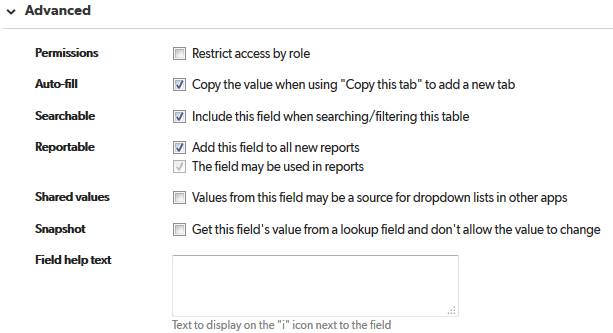 Advanced
Permissions Restrict access by role
Auto-fill Copy the value when using "Copy this tab" to add a new tab
Searchable Include this field when searching/filtering this table
Reportable Add this field to all new reports
The field may be used in reports
Shared values Values from this field may be a source for dropdown lists in other apps
Snapshot Get this field's value from a lookup field and don't allow the value to change
Field help text
Text to display on the "i" icon next to the field